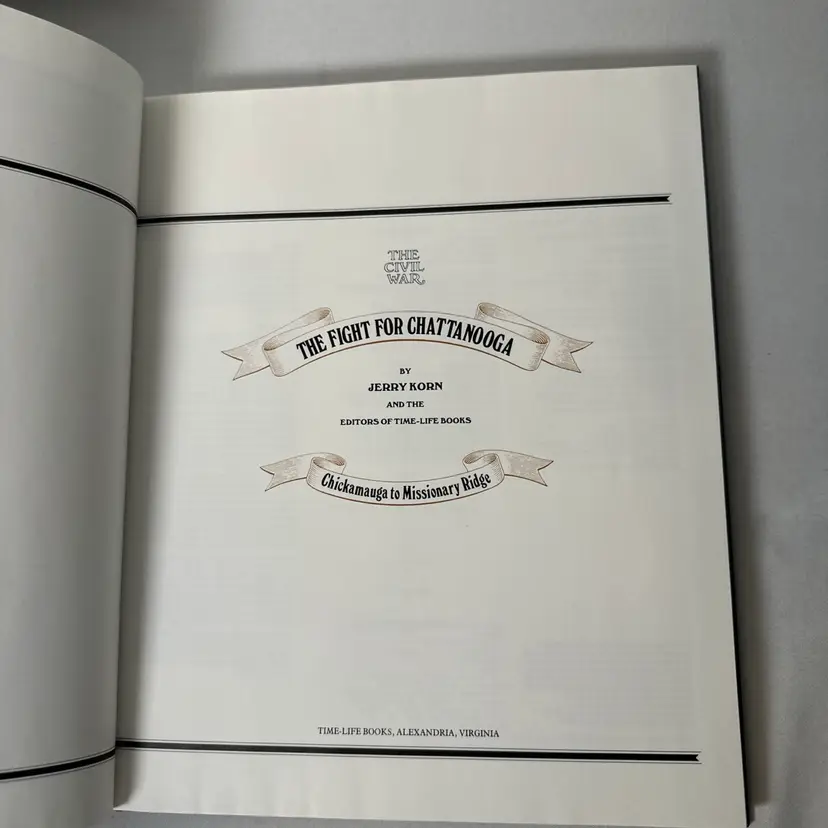 THE
CIVIL
WAR
THE FIGHT FOR CHATTANOOGA
BY
JERRY KORN
AND THE
EDITORS OF TIME-LIFE BOOKS
Chickamauga to Missionary Ridge
TIME-LIFE BOOKS, ALEXANDRIA, VIRGINIA